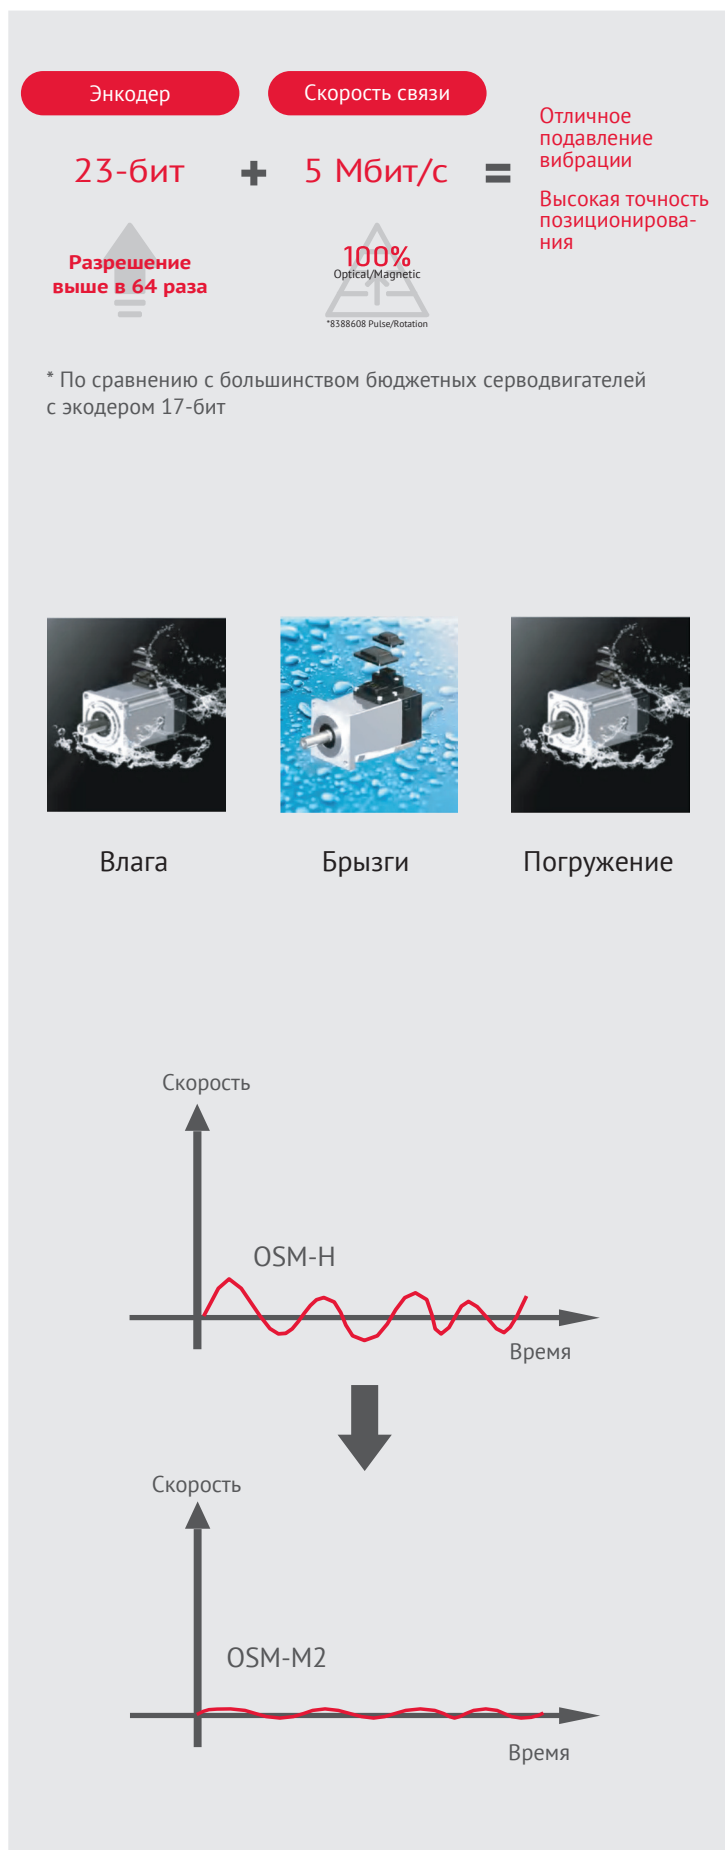 Энкодер
Скорость связи
23-бит + 5 Мбит/с =
Отличное
подавление
вибрации
Высокая точность
позиционирова-
ния
Разрешение
выше в 64 раза
100%
Optical/Magnetic
*8388608 Pulse/Rotation
* По сравнению с большинством бюджетных серводвигателей
с экодером 17-бит
Влага
Брызги
Погружение
Скорость
OSM-H
Время
Скорость
OSM-M2
Время